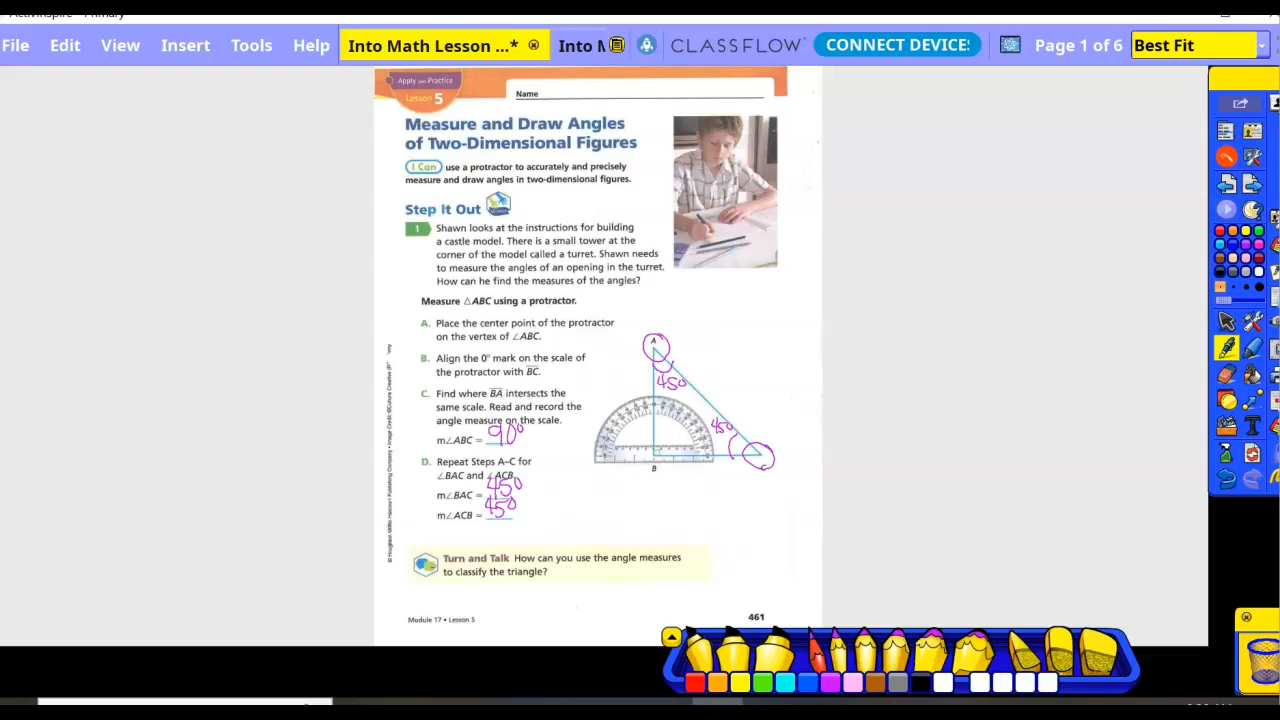 ActivInspire - Primary
File Edit View Insert Tools Help Into Math Lesson ...* Into M CLASSFLOW CONNECT DEVICES Page 1 of 6 Best Fit
Apply and Practice
Lesson 5
Name
Measure and Draw Angles
of Two-Dimensional Figures
I Can use a protractor to accurately and precisely
measure and draw angles in two-dimensional figures.
Step It Out
1 Shawn looks at the instructions for building
a castle model. There is a small tower at the
corner of the model called a turret. Shawn needs
to measure the angles of an opening in the turret.
How can he find the measures of the angles?
Measure △ABC using a protractor.
A. Place the center point of the protractor
on the vertex of ∠ABC.
B. Align the 0° mark on the scale of
the protractor with BC.
C. Find where BA intersects the
same scale. Read and record the
angle measure on the scale.
m∠ABC = 90°
D. Repeat Steps A–C for
∠BAC and ∠ACB.
m∠BAC = 45°
m∠ACB = 45°
A
45°
45°
B
C
Turn and Talk How can you use the angle measures
to classify the triangle?
Module 17 • Lesson 5
461